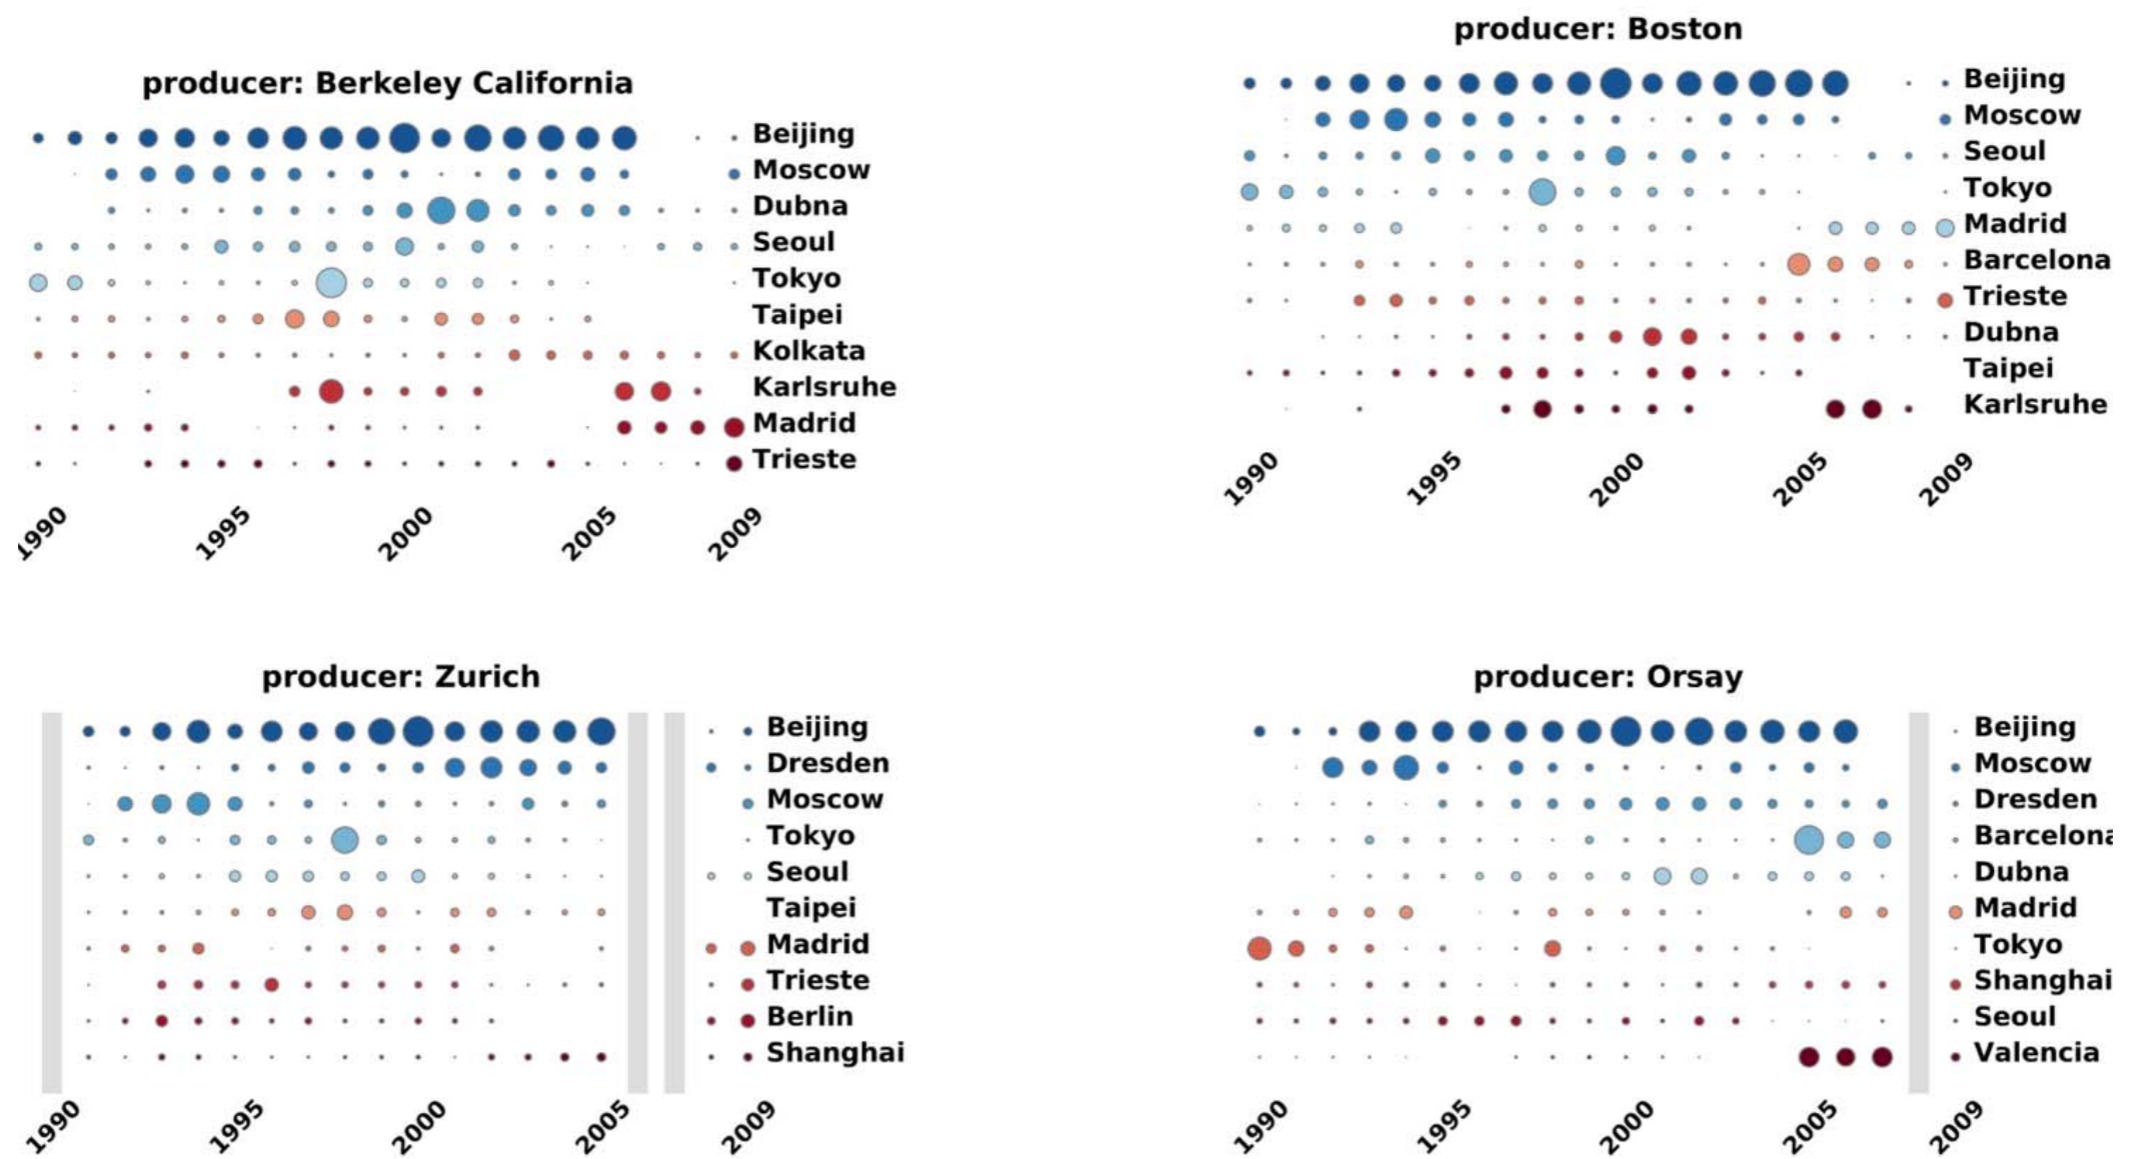 producer: Berkeley California
Beijing
Moscow
Dubna
Seoul
Tokyo
Taipei
Kolkata
Karlsruhe
Madrid
Trieste
1990 1995 2000 2005 2009
producer: Boston
Beijing
Moscow
Seoul
Tokyo
Madrid
Barcelona
Trieste
Dubna
Taipei
Karlsruhe
1990 1995 2000 2005 2009
producer: Zurich
Beijing
Dresden
Moscow
Tokyo
Seoul
Taipei
Madrid
Trieste
Berlin
Shanghai
1990 1995 2000 2005 2009
producer: Orsay
Beijing
Moscow
Dresden
Barcelona
Dubna
Madrid
Tokyo
Shanghai
Seoul
Valencia
1990 1995 2000 2005 2009